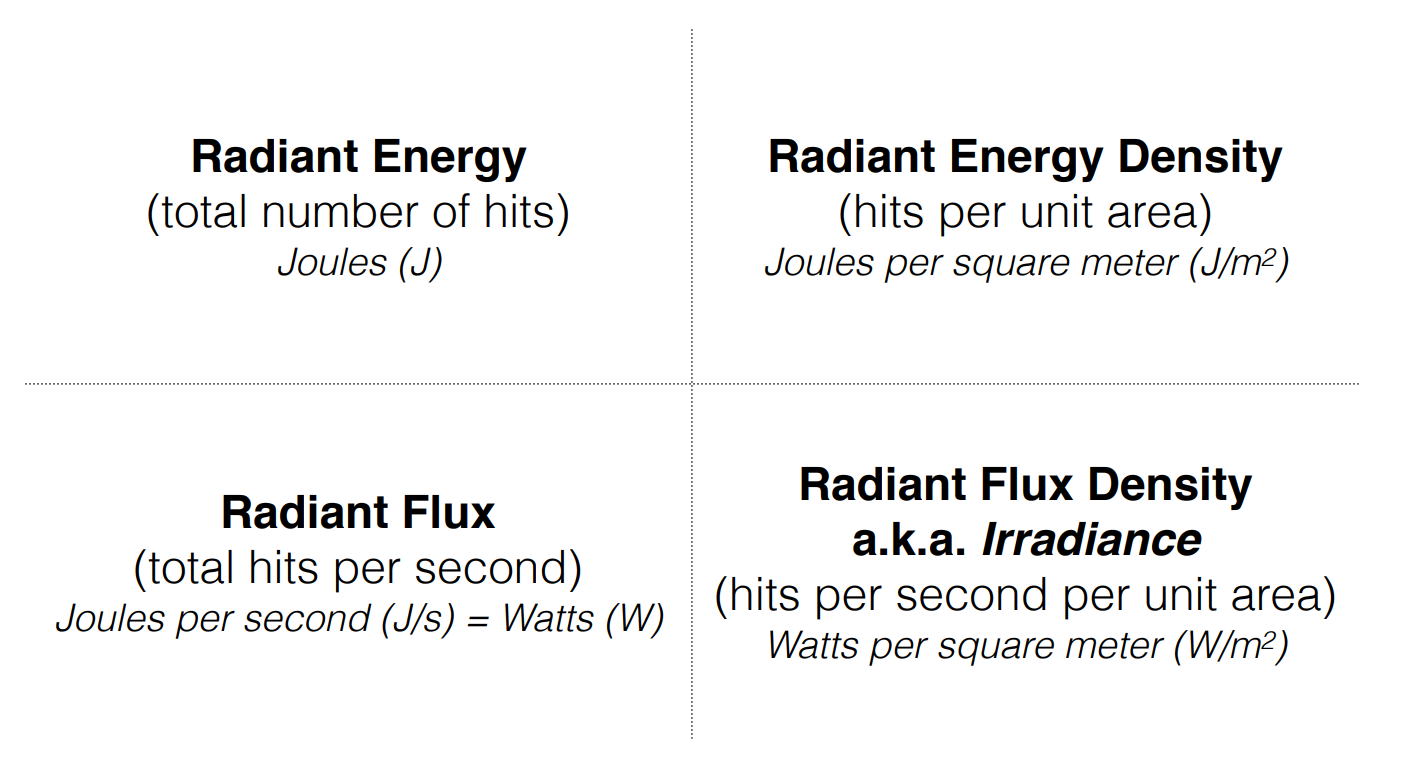 Radiant Energy
(total number of hits)
Joules (J)
Radiant Energy Density
(hits per unit area)
Joules per square meter (J/m²)
Radiant Flux
(total hits per second)
Joules per second (J/s) = Watts (W)
Radiant Flux Density
a.k.a. Irradiance
(hits per second per unit area)
Watts per square meter (W/m²)